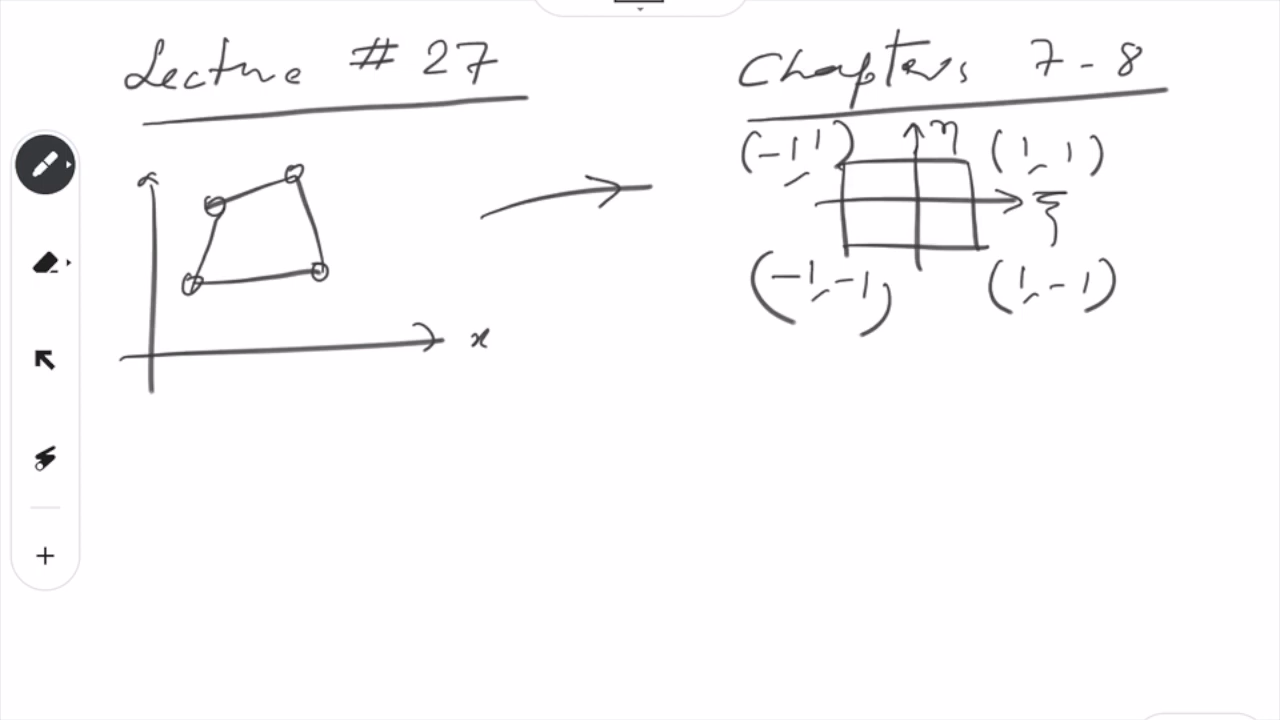 Lecture # 27
Chapters 7-8
(-1,1)
η
(1,1)
ξ
(-1,-1)
(1,-1)
x